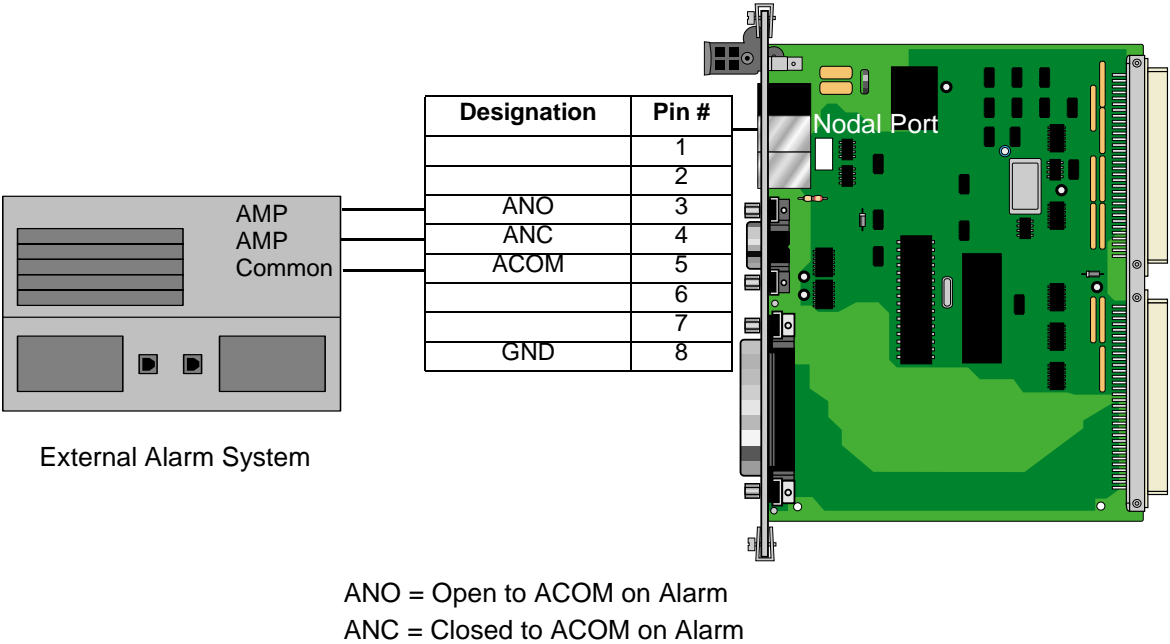 Designation Pin #
1
2
ANO 3
ANC 4
ACOM 5
6
7
GND 8
AMP
AMP
Common
Nodal Port
External Alarm System
ANO = Open to ACOM on Alarm
ANC = Closed to ACOM on Alarm